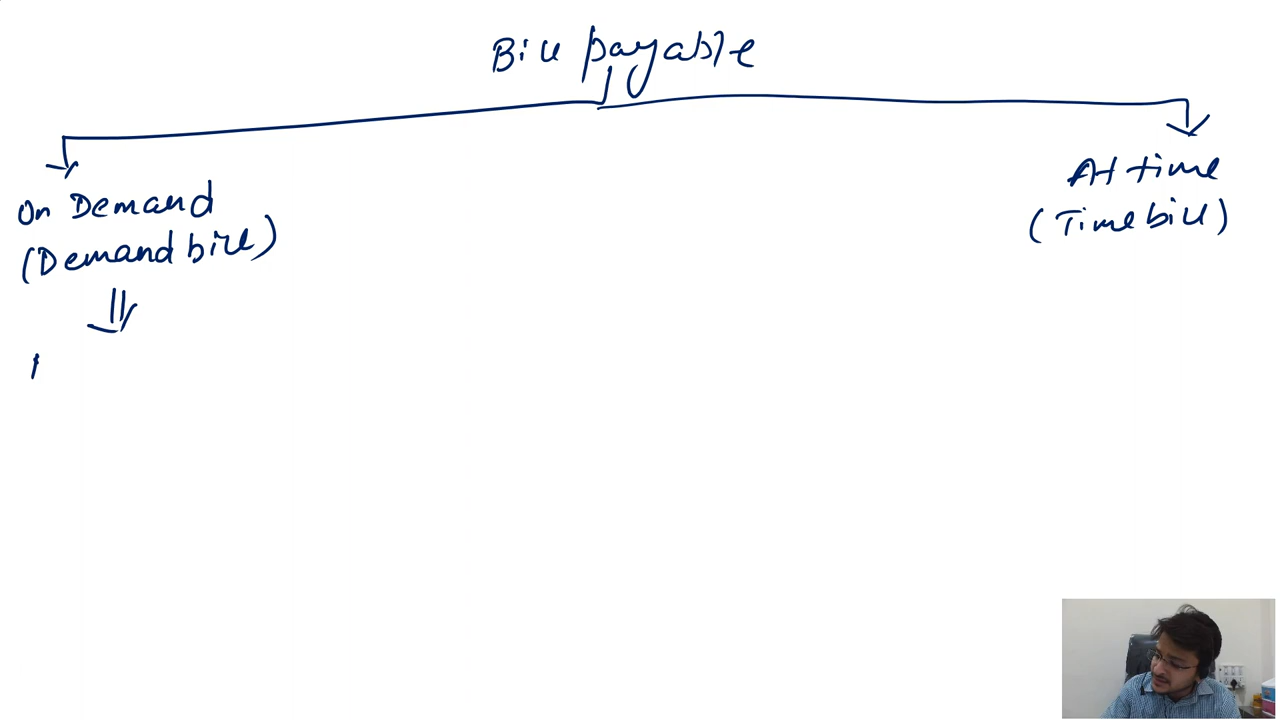 Bill payable
On Demand
(Demand bill)
At time
(Time bill)